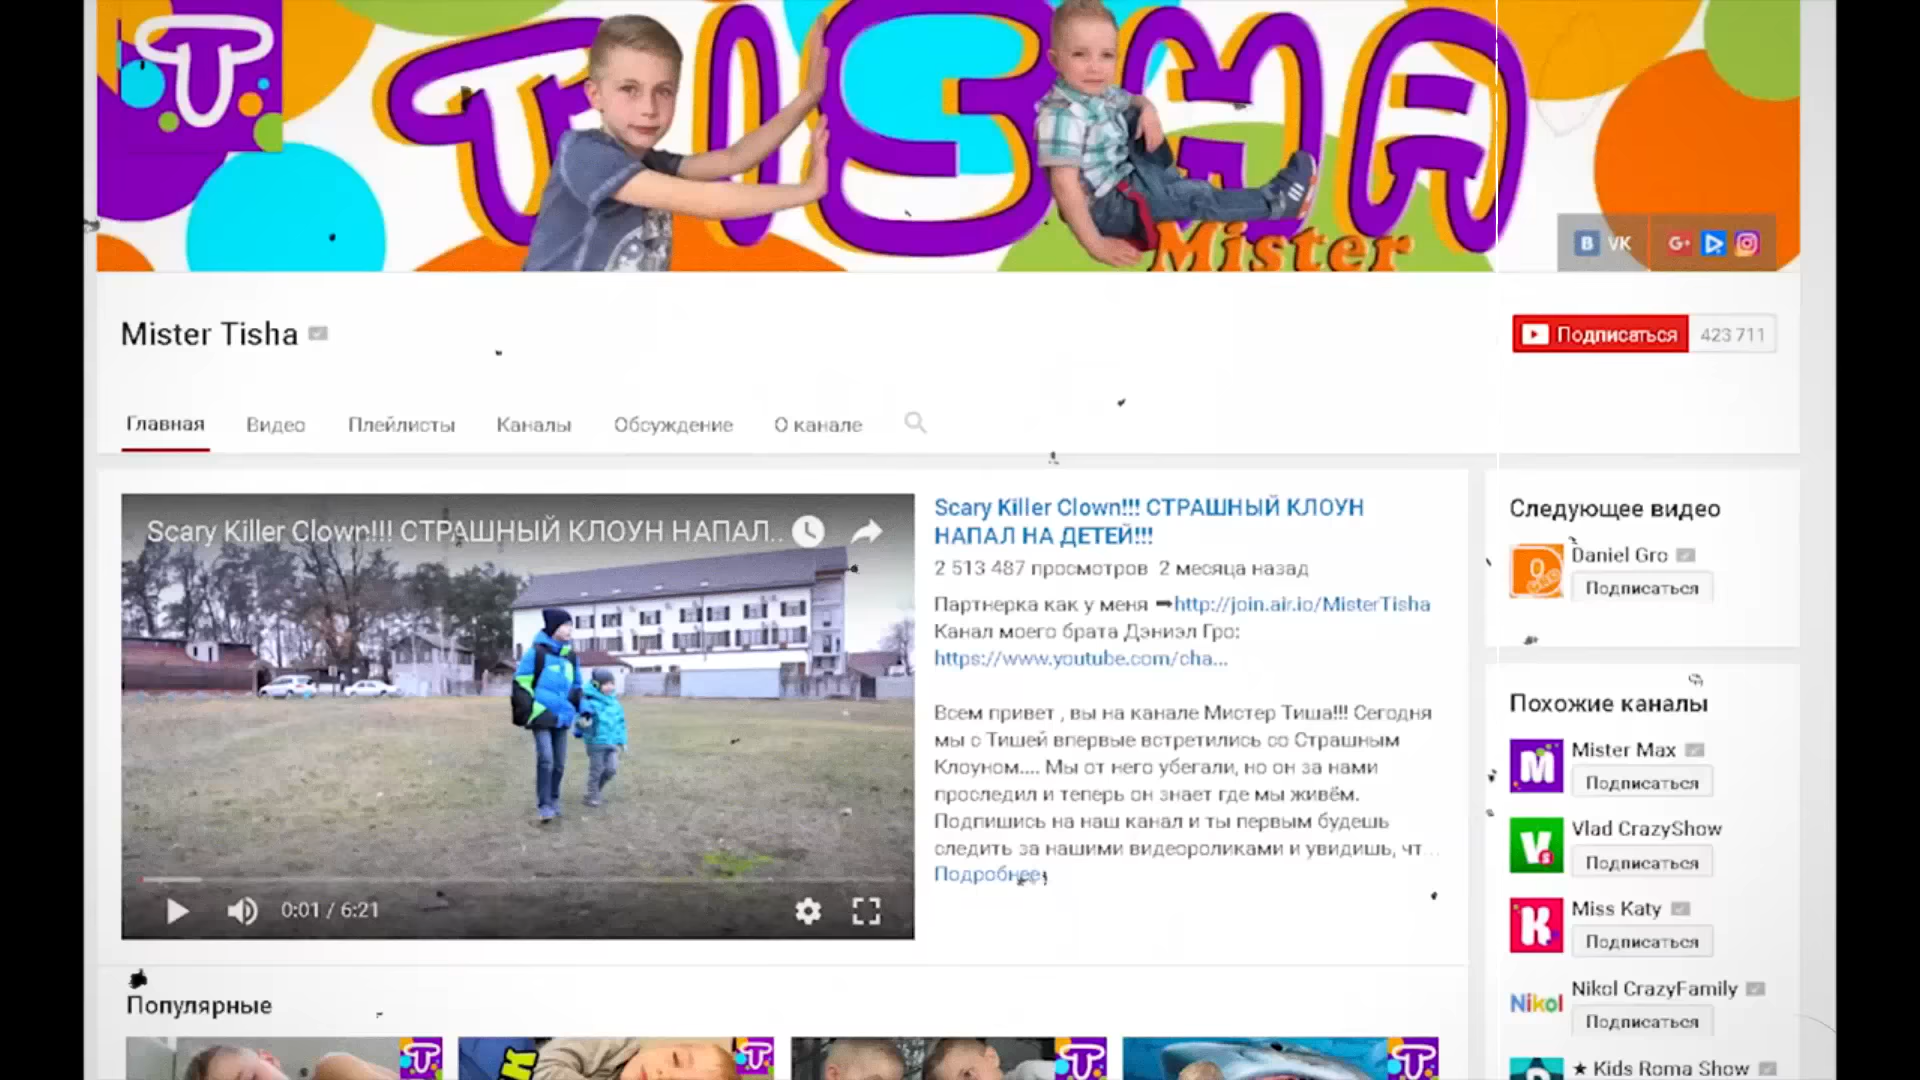 TISHA
Mister
VK
G+
Mister Tisha
Подписаться 423 711
Главная Видео Плейлисты Каналы Обсуждение О канале
Scary Killer Clown!!! СТРАШНЫЙ КЛОУН НАПАЛ..
0:01 / 6:21
Scary Killer Clown!!! СТРАШНЫЙ КЛОУН
НАПАЛ НА ДЕТЕЙ!!!
2 513 487 просмотров 2 месяца назад
Партнерка как у меня ➡http://join.air.io/MisterTisha
Канал моего брата Дэниэл Гро:
https://www.youtube.com/cha...
Всем привет , вы на канале Мистер Тиша!!! Сегодня
мы с Тишей впервые встретились со Страшным
Клоуном.... Мы от него убегали, но он за нами
проследил и теперь он знает где мы живём.
Подпишись на наш канал и ты первым будешь
следить за нашими видеороликами и увидишь, чт...
Подробнее
Популярные
Следующее видео
Daniel Gro
Подписаться
Похожие каналы
Mister Max
Подписаться
Vlad CrazyShow
Подписаться
Miss Katy
Подписаться
Nikol
Nikol CrazyFamily
Подписаться
★ Kids Roma Show